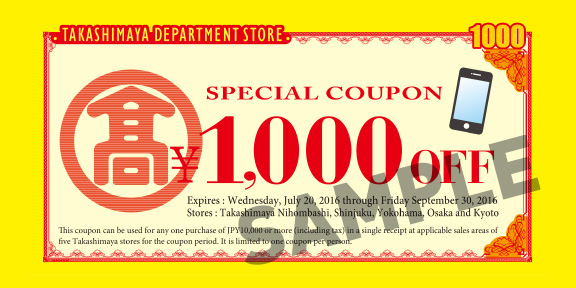 TAKASHIMAYA DEPARTMENT STORE
1000
SPECIAL COUPON
髙
¥1,000 OFF
SAMPLE
Expires : Wednesday, July 20, 2016 through Friday September 30, 2016
Stores : Takashimaya Nihombashi, Shinjuku, Yokohama, Osaka and Kyoto
This coupon can be used for any one purchase of JPY10,000 or more (including tax) in a single receipt at applicable sales areas of
five Takashimaya stores for the coupon period. It is limited to one coupon per person.